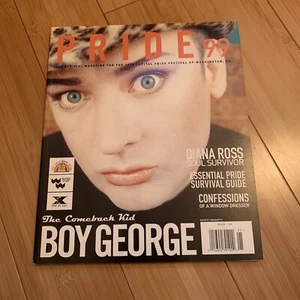 PRIDE 99
DIANA ROSS
SOUL SURVIVOR
ESSENTIAL PRIDE
SURVIVAL GUIDE
CONFESSIONS
OF A WINDOW DRESSER
The Comeback Kid
BOY GEORGE